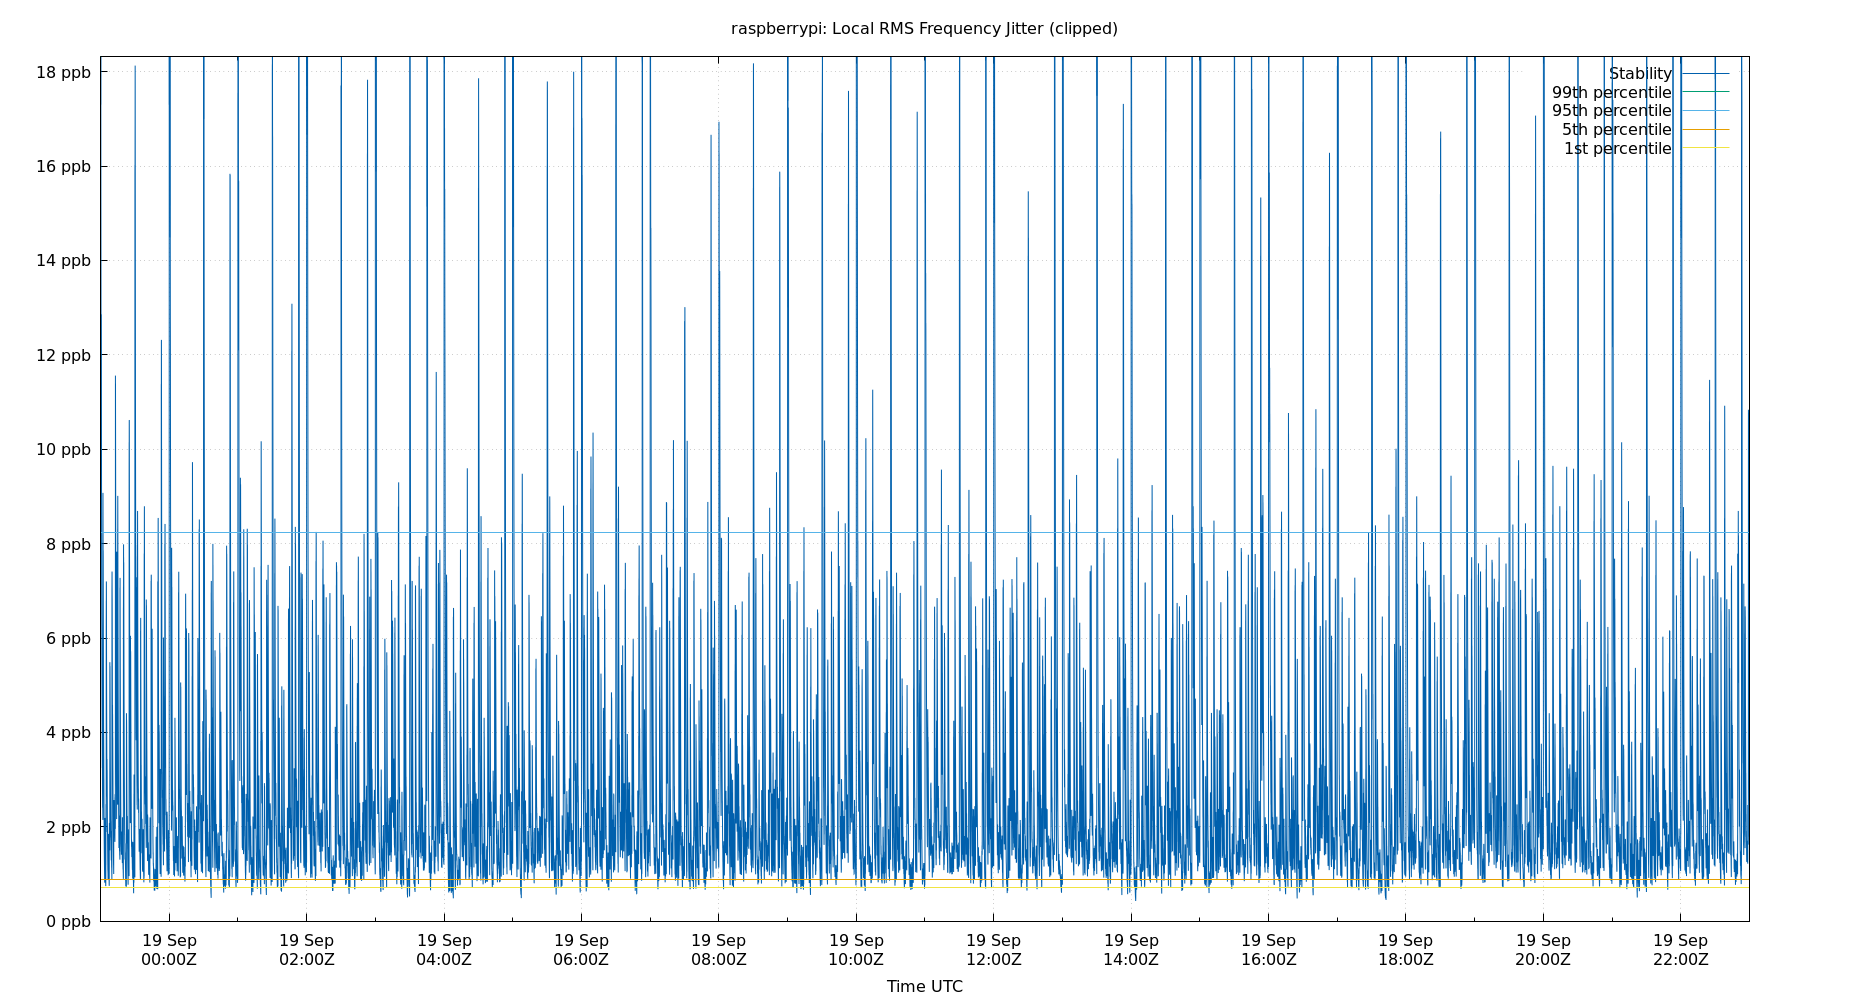 raspberrypi: Local RMS Frequency Jitter (clipped)
18 ppb
16 ppb
14 ppb
12 ppb
10 ppb
8 ppb
6 ppb
4 ppb
2 ppb
0 ppb
Stability
99th percentile
95th percentile
5th percentile
1st percentile
19 Sep 19 Sep 19 Sep 19 Sep 19 Sep 19 Sep 19 Sep 19 Sep 19 Sep 19 Sep 19 Sep 19 Sep
00:00Z 02:00Z 04:00Z 06:00Z 08:00Z 10:00Z 12:00Z 14:00Z 16:00Z 18:00Z 20:00Z 22:00Z
Time UTC